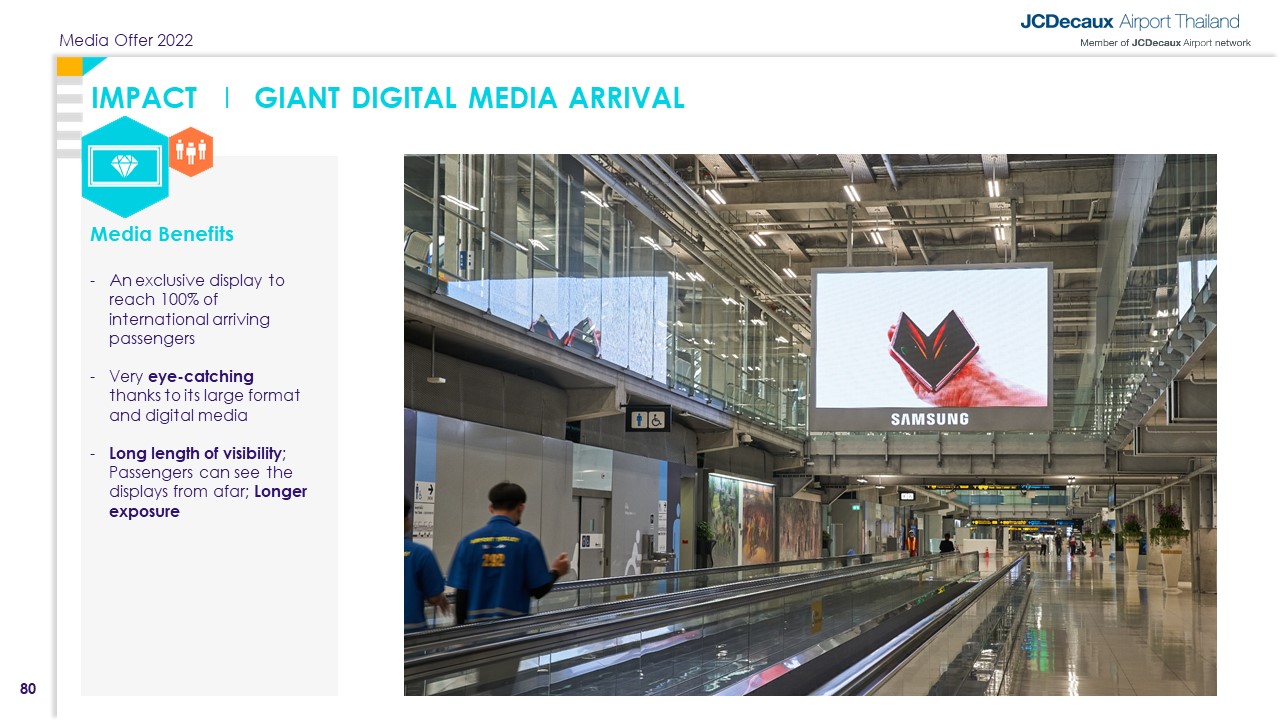 Media Offer 2022
JCDecaux Airport Thailand
Member of JCDecaux Airport network
IMPACT | GIANT DIGITAL MEDIA ARRIVAL
Media Benefits
- An exclusive display to
reach 100% of
international arriving
passengers
- Very eye-catching
thanks to its large format
and digital media
- Long length of visibility;
Passengers can see the
displays from afar; Longer
exposure
SAMSUNG
292
80